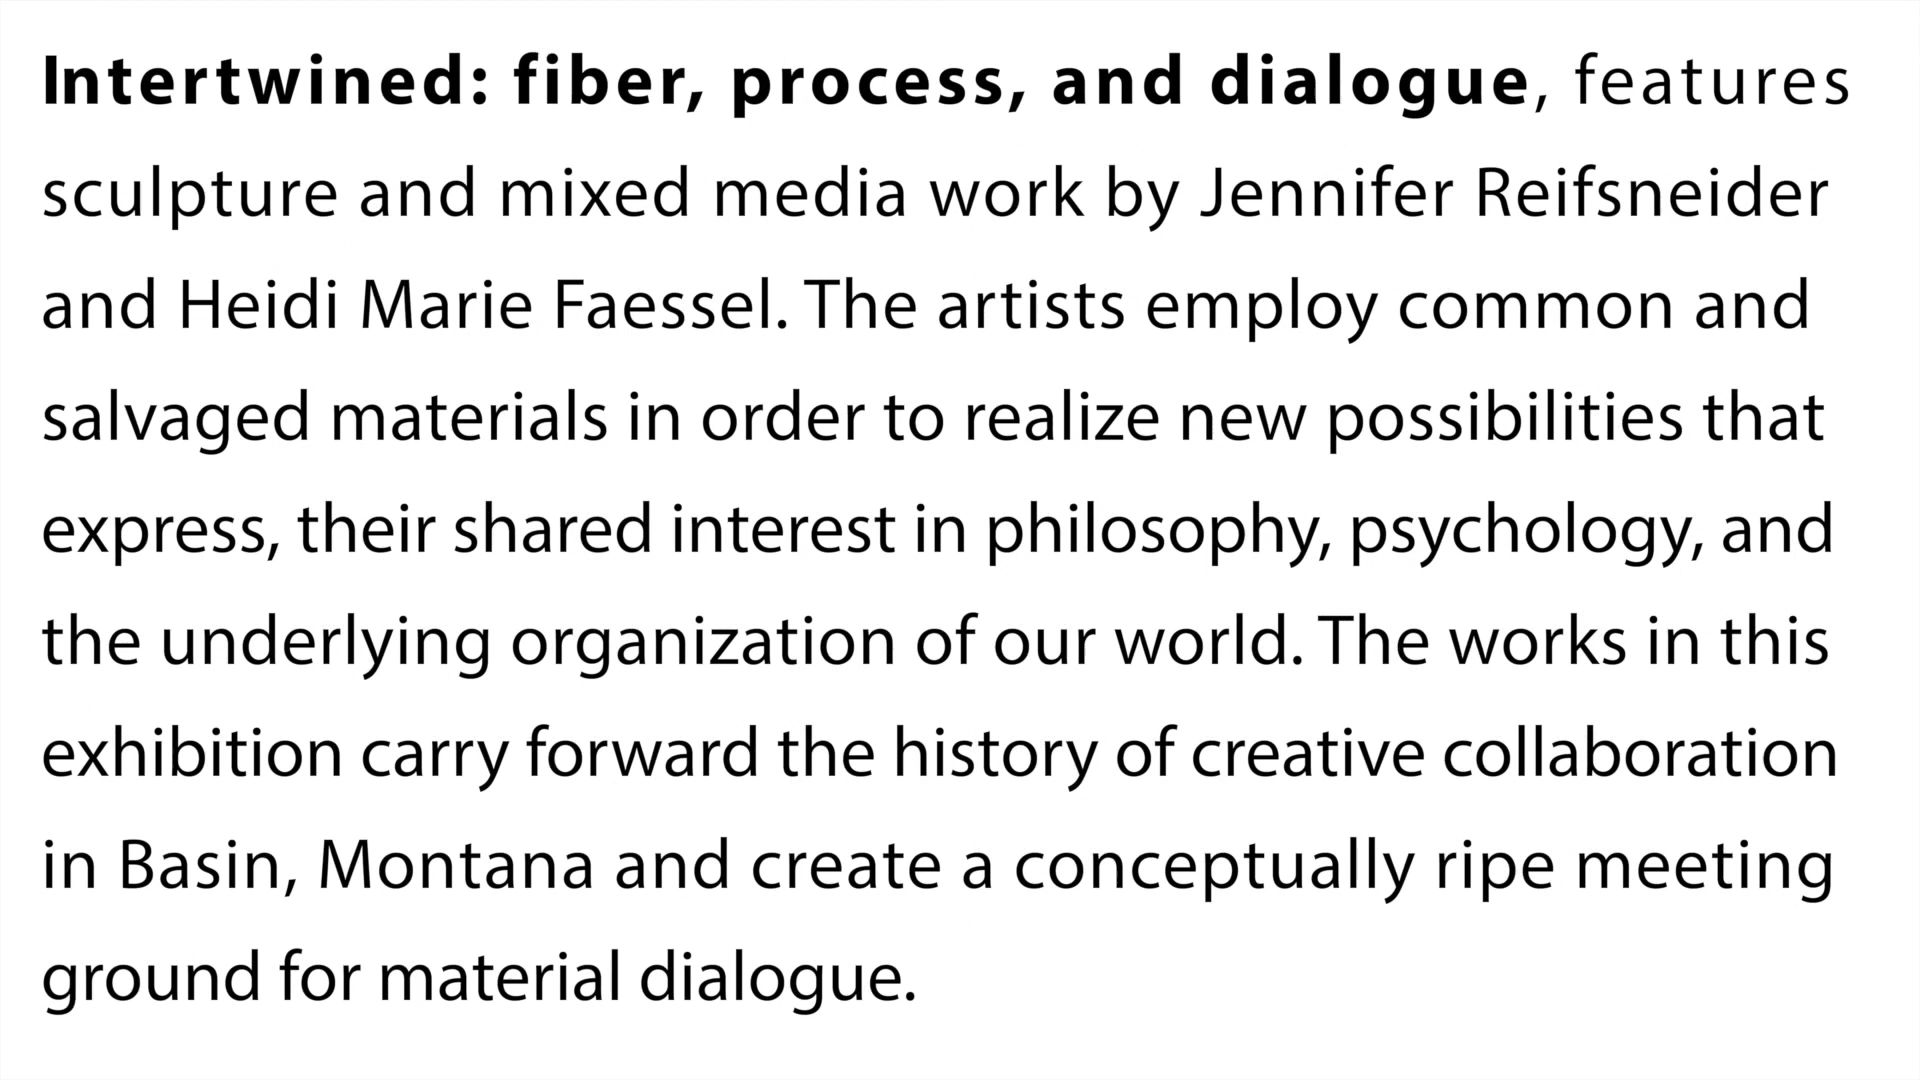 Intertwined: fiber, process, and dialogue, features
sculpture and mixed media work by Jennifer Reifsneider
and Heidi Marie Faessel. The artists employ common and
salvaged materials in order to realize new possibilities that
express, their shared interest in philosophy, psychology, and
the underlying organization of our world. The works in this
exhibition carry forward the history of creative collaboration
in Basin, Montana and create a conceptually ripe meeting
ground for material dialogue.